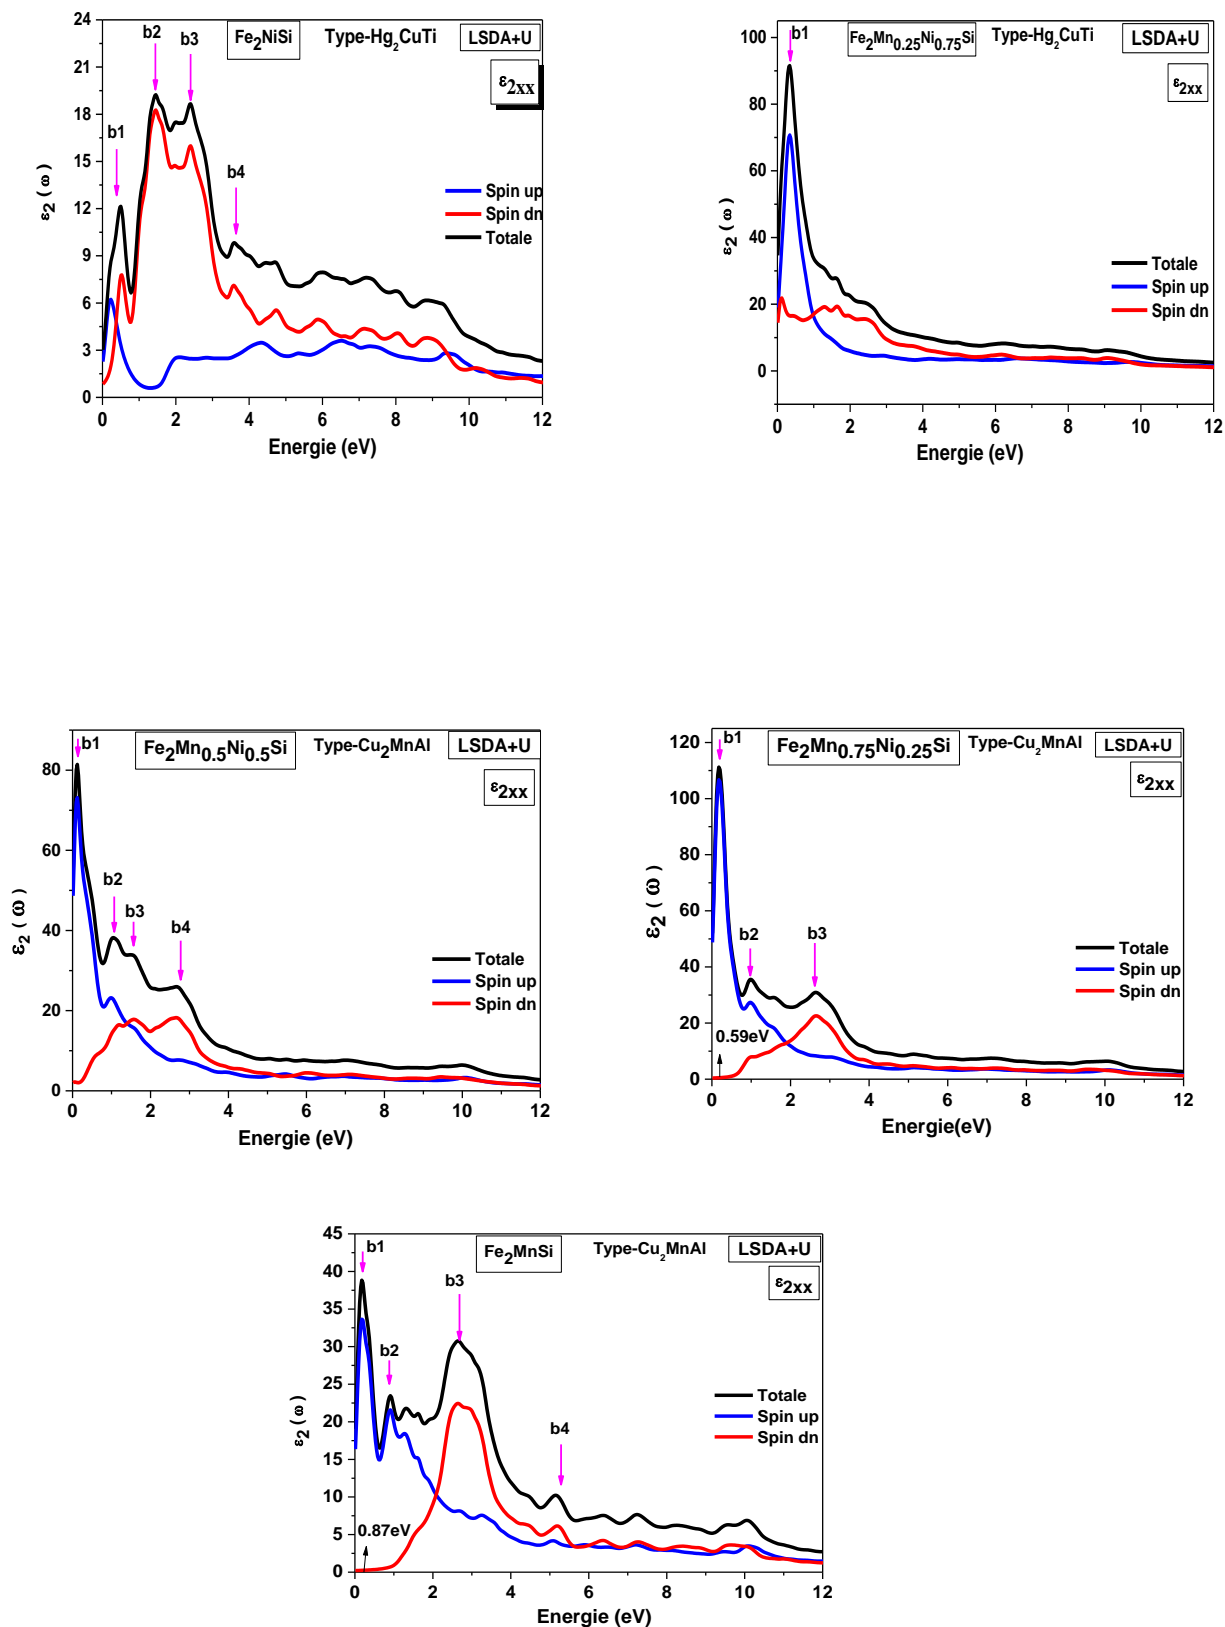 Fe2NiSi Type-Hg2CuTi LSDA+U
ε2xx
b1 b2 b3 b4
Spin up
Spin dn
Totale
ε2 (ω)
24
21
18
15
12
9
6
3
0
0 2 4 6 8 10 12
Energie (eV)
Fe2Mn0.25Ni0.75Si Type-Hg2CuTi LSDA+U
ε2xx
b1
Totale
Spin up
Spin dn
ε2 (ω)
100
80
60
40
20
0
0 2 4 6 8 10 12
Energie (eV)
Fe2Mn0.5Ni0.5Si Type-Cu2MnAl LSDA+U
ε2xx
b1
b2
b3
b4
Totale
Spin up
Spin dn
ε2 (ω)
80
60
40
20
0
0 2 4 6 8 10 12
Energie (eV)
Fe2Mn0.75Ni0.25Si Type-Cu2MnAl LSDA+U
ε2xx
b1
b2 b3
Totale
Spin up
Spin dn
0.59eV
ε2 (ω)
120
100
80
60
40
20
0
0 2 4 6 8 10 12
Energie(eV)
Fe2MnSi Type-Cu2MnAl LSDA+U
ε2xx
b1
b3
b2
b4
Totale
Spin up
Spin dn
0.87eV
ε2 (ω)
45
40
35
30
25
20
15
10
5
0
0 2 4 6 8 10 12
Energie (eV)